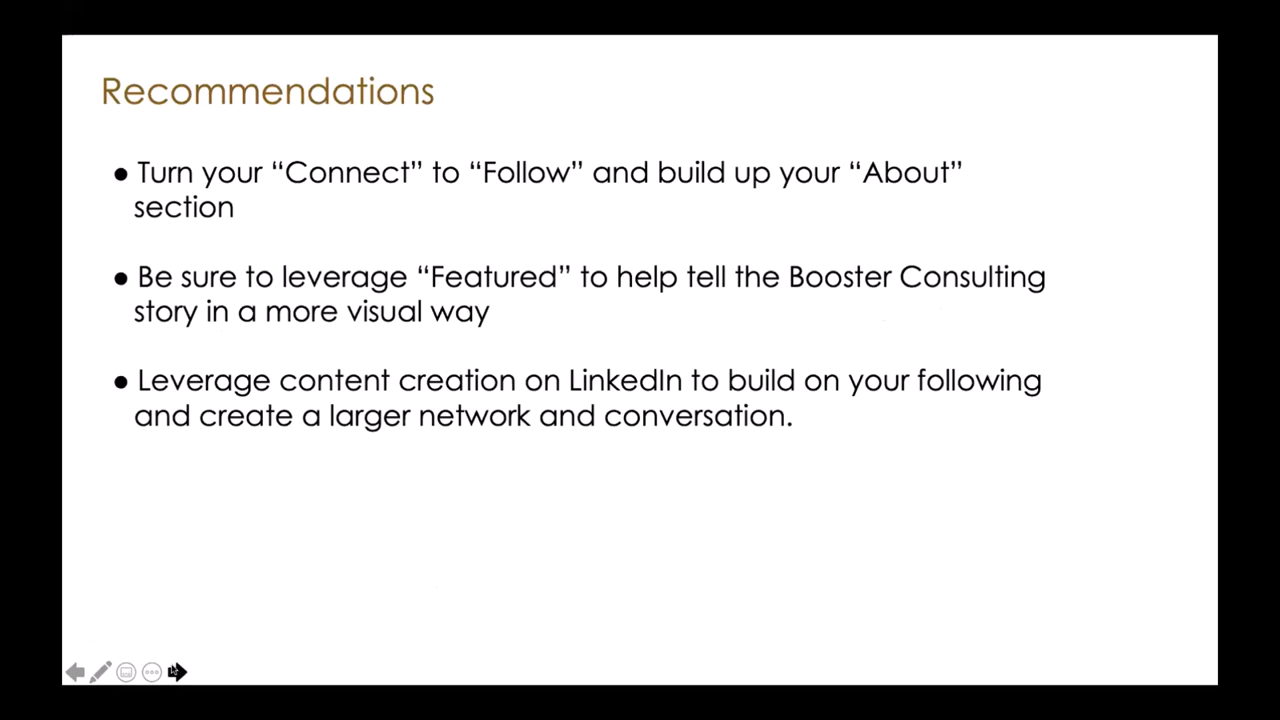 Recommendations
● Turn your “Connect” to “Follow” and build up your “About”
section
● Be sure to leverage “Featured” to help tell the Booster Consulting
story in a more visual way
● Leverage content creation on LinkedIn to build on your following
and create a larger network and conversation.